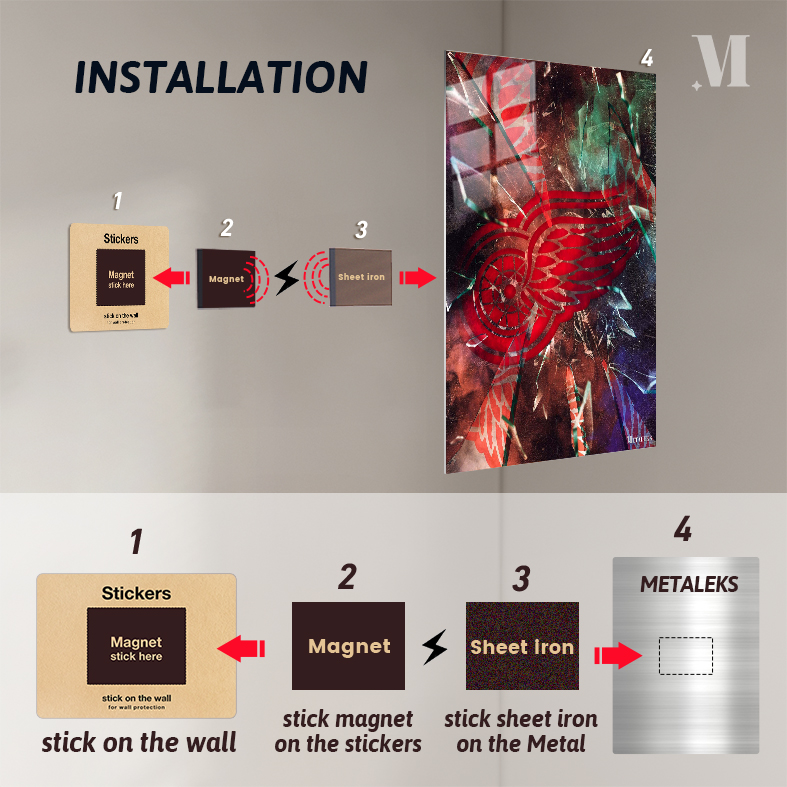 INSTALLATION
M
4
1
2
3
Stickers
Magnet
stick here
stick on the wall
for wall protection
Magnet
Sheet iron
1
2
3
4
Stickers
Magnet
stick here
stick on the wall
for wall protection
Magnet
Sheet iron
METALEKS
stick on the wall
stick magnet
on the stickers
stick sheet iron
on the Metal